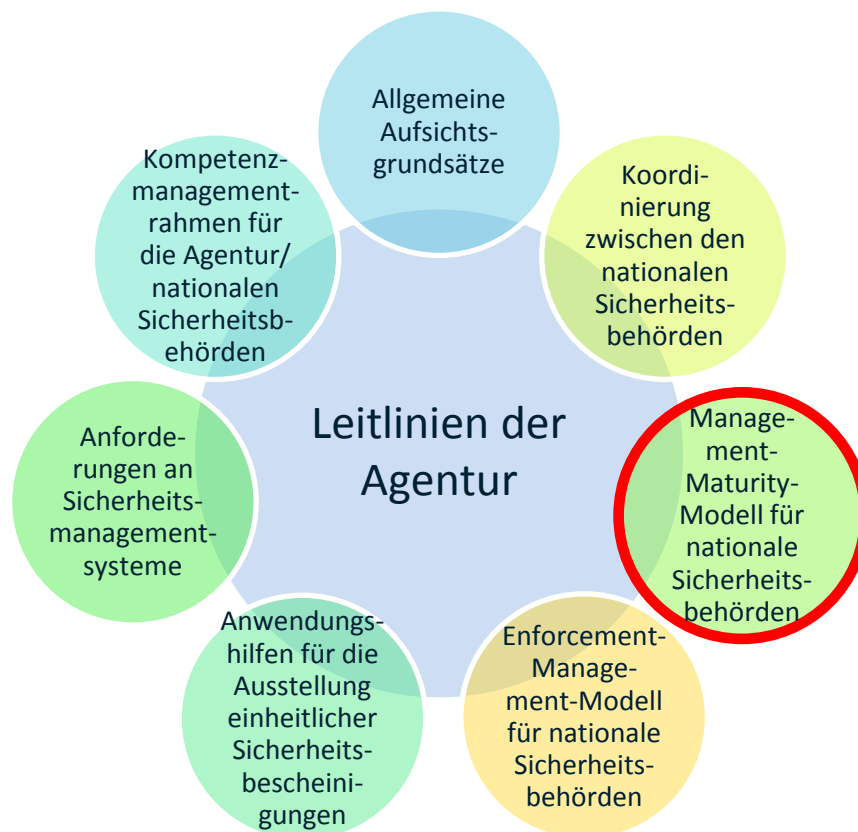 Allgemeine
Aufsichts-
grundsätze
Koordi-
nierung
zwischen den
nationalen
Sicherheits-
behörden
Manage-
ment-
Maturity-
Modell für
nationale
Sicherheits-
behörden
Enforcement-
Manage-
ment-Modell
für nationale
Sicherheits-
behörden
Anwendungs-
hilfen für die
Ausstellung
einheitlicher
Sicherheits-
bescheini-
gungen
Anforde-
rungen an
Sicherheits-
management-
systeme
Kompetenz-
management-
rahmen für
die Agentur/
nationalen
Sicherheitsb-
ehörden
Leitlinien der
Agentur